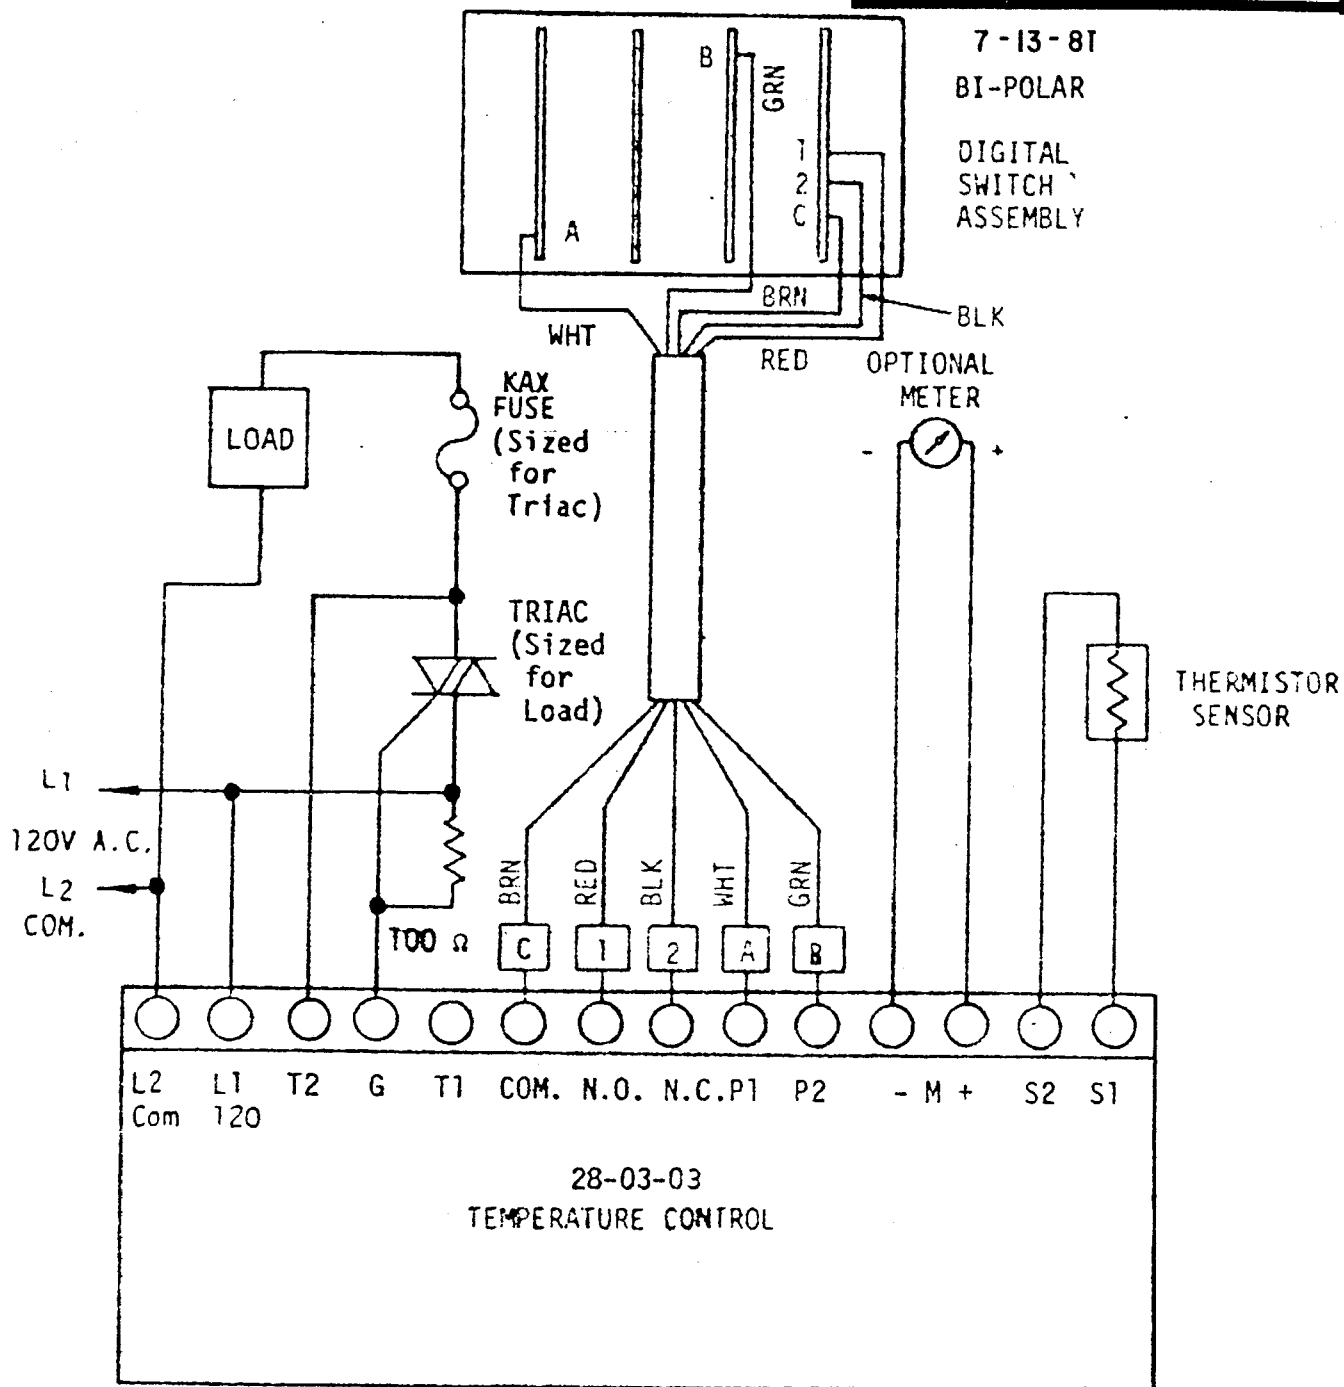 7-13-81
BI-POLAR
DIGITAL
SWITCH
ASSEMBLY
B
GRN
1
2
C
A
BRN
BLK
WHT
RED
OPTIONAL
METER
- +
KAX
FUSE
(Sized
for
Triac)
LOAD
TRIAC
(Sized
for
Load)
THERMISTOR
SENSOR
L1
120V A.C.
L2
COM.
100 Ω
BRN RED BLK WHT GRN
C 1 2 A B
L2 L1 T2 G T1 COM. N.O. N.C. P1 P2 - M + S2 S1
Com 120
28-03-03
TEMPERATURE CONTROL